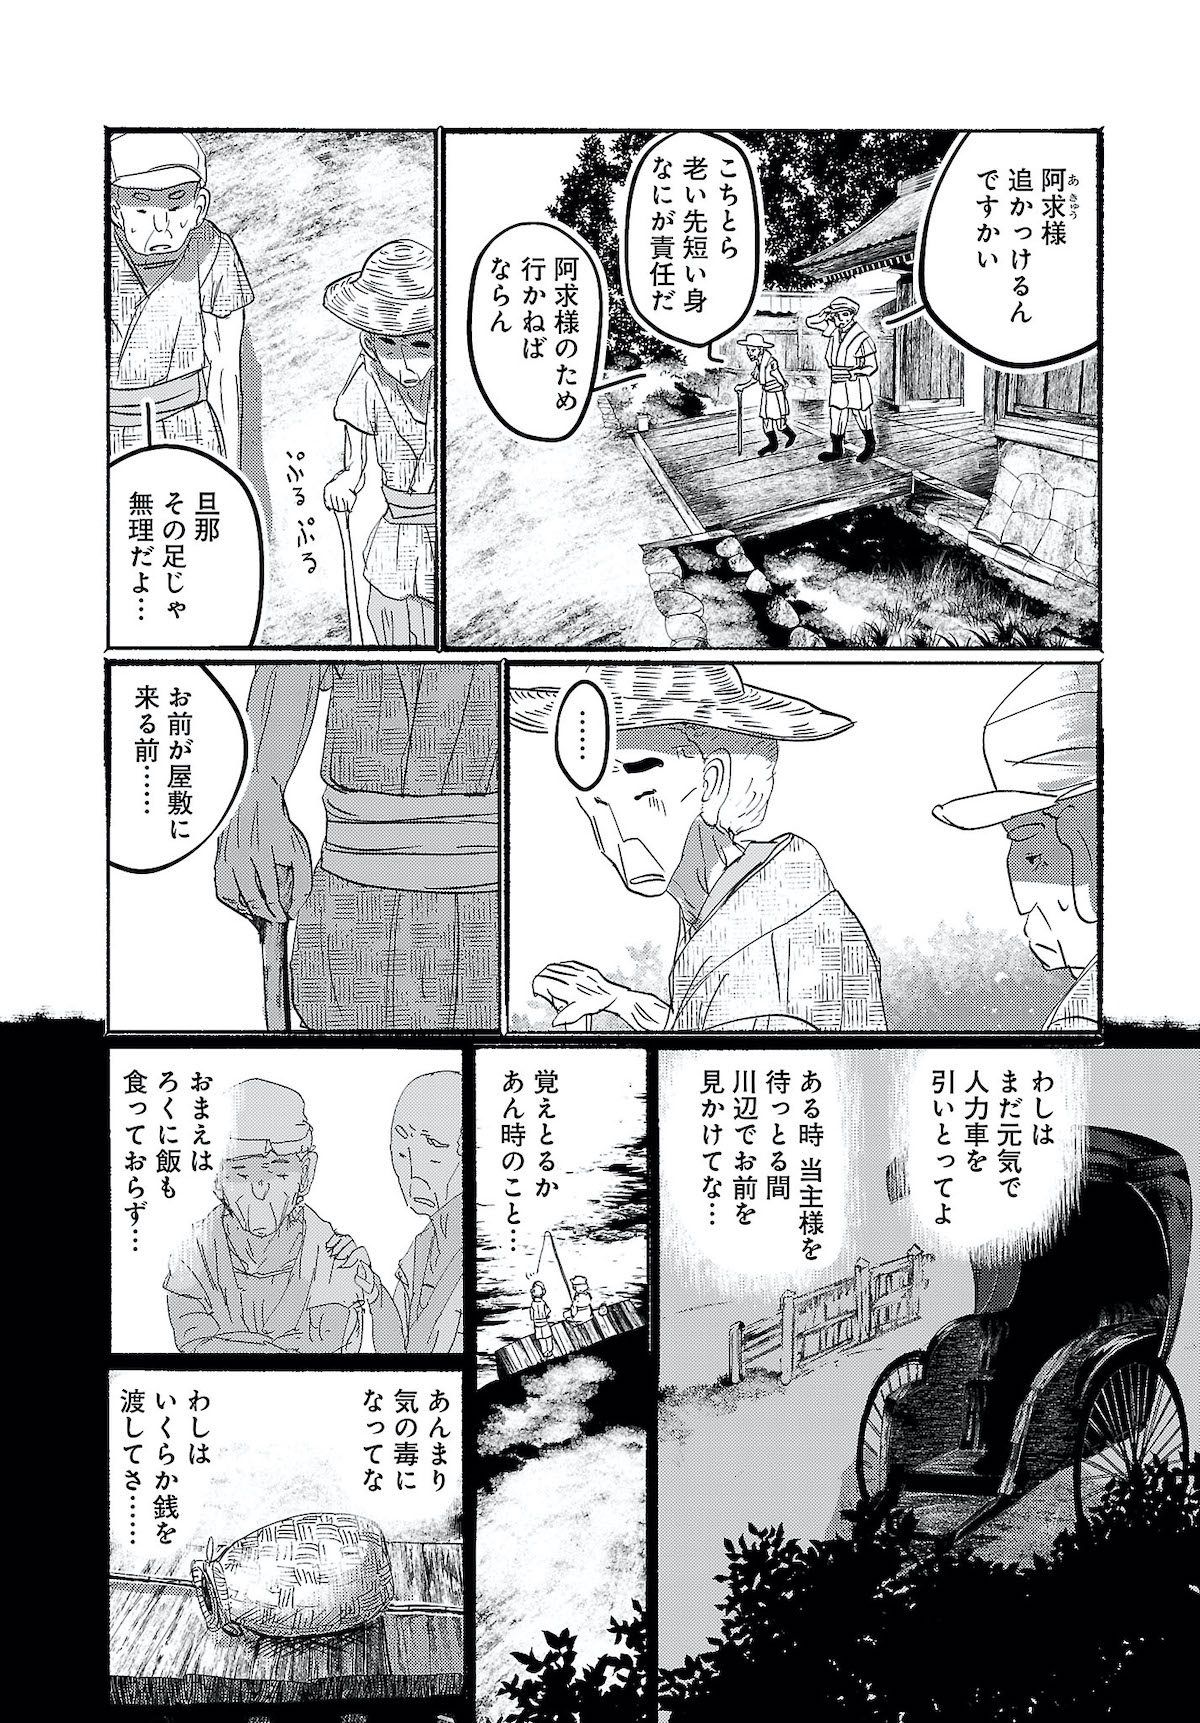 阿求様
あきゅう
追かっけるん
ですかい
こちとら
老い先短い身
なにが責任だ
阿求様のため
行かねば
ならん
ぷるぷる
旦那
その足じゃ
無理だよ…
……
お前が屋敷に
来る前……
わしは
まだ元気で
人力車を
引いとってよ
ある時 当主様を
待っとる間
川辺でお前を
見かけてな…
覚えとるか
あん時のこと…
おまえは
ろくに飯も
食っておらず…
あんまり
気の毒に
なってな
わしは
いくらか銭を
渡してさ……